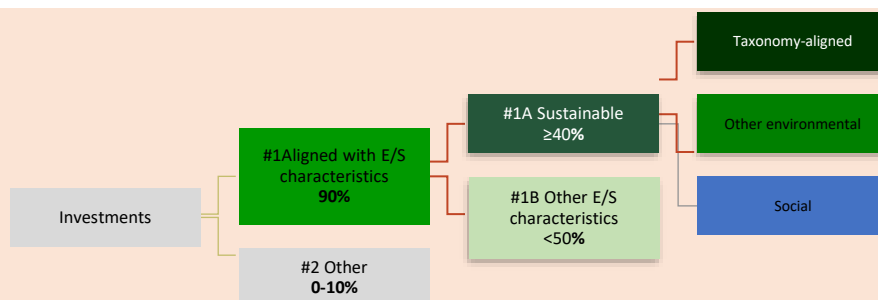 Investments
#1Aligned with E/S
characteristics
90%
#2 Other
0-10%
#1A Sustainable
≥40%
#1B Other E/S
characteristics
<50%
Taxonomy-aligned
Other environmental
Social